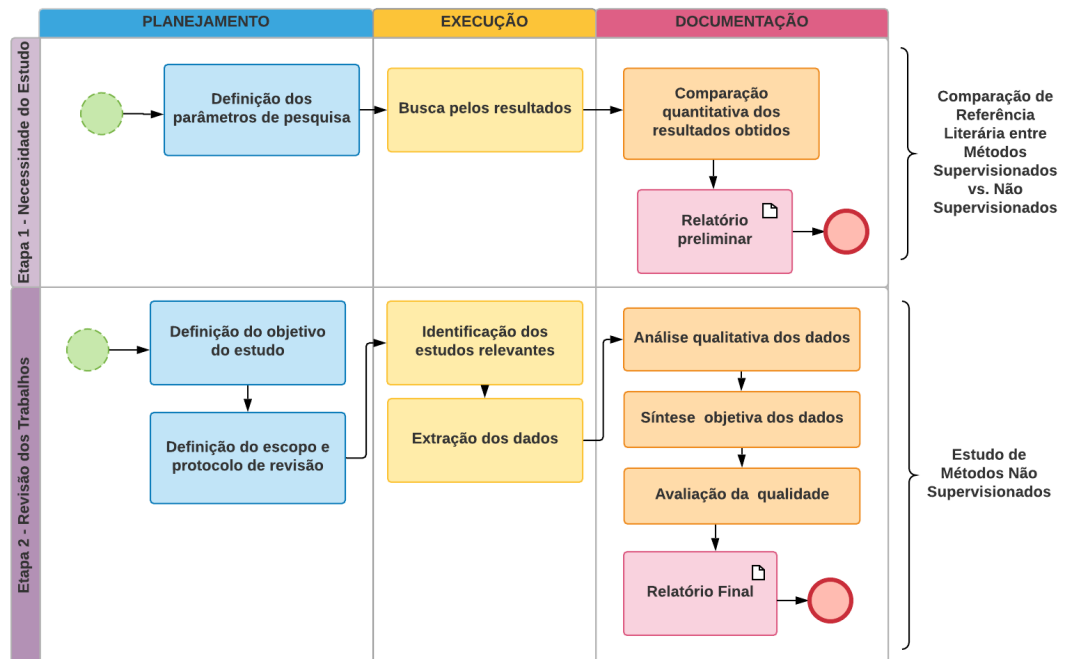 PLANEJAMENTO
EXECUÇÃO
DOCUMENTAÇÃO
Etapa 1 - Necessidade do Estudo
Definição dos
parâmetros de pesquisa
Busca pelos resultados
Comparação
quantitativa dos
resultados obtidos
Relatório
preliminar
Comparação de
Referência
Literária entre
Métodos
Supervisionados
vs. Não
Supervisionados
Etapa 2 - Revisão dos Trabalhos
Definição do objetivo
do estudo
Definição do escopo e
protocolo de revisão
Identificação dos
estudos relevantes
Extração dos dados
Análise qualitativa dos dados
Síntese  objetiva dos dados
Avaliação da  qualidade
Relatório Final
Estudo de
Métodos Não
Supervisionados